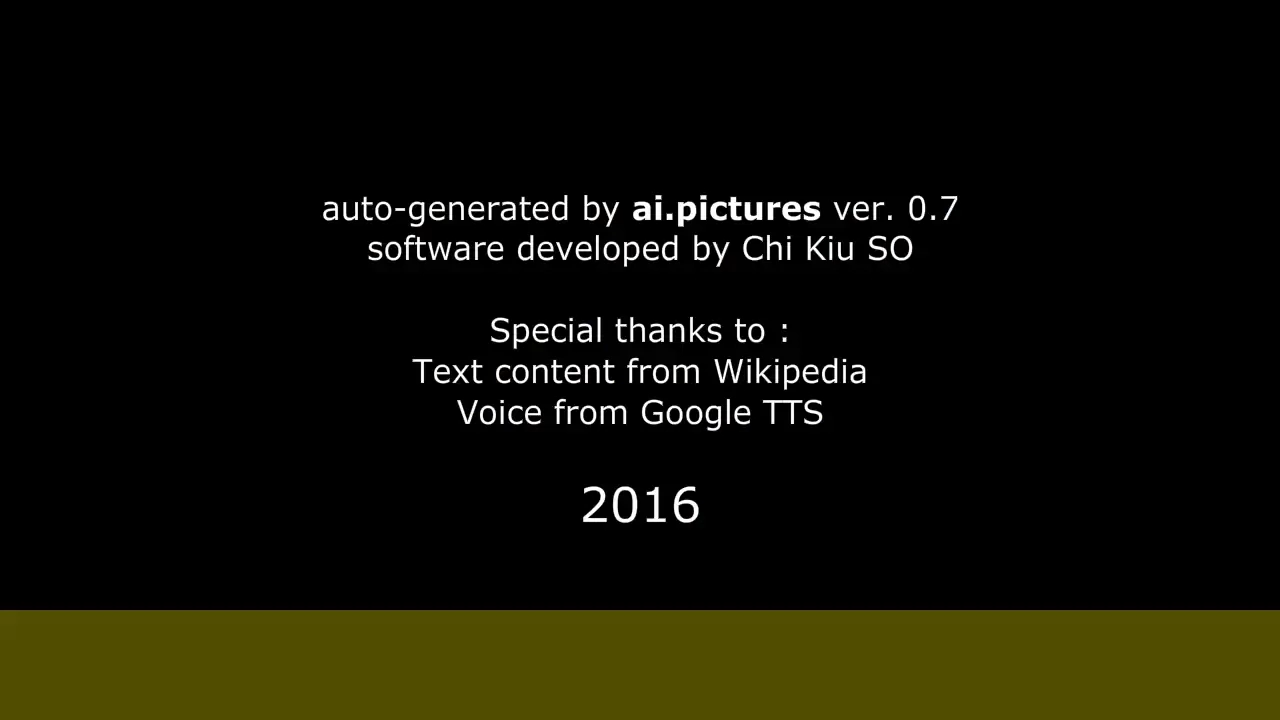 auto-generated by ai.pictures ver. 0.7
software developed by Chi Kiu SO
Special thanks to :
Text content from Wikipedia
Voice from Google TTS
2016